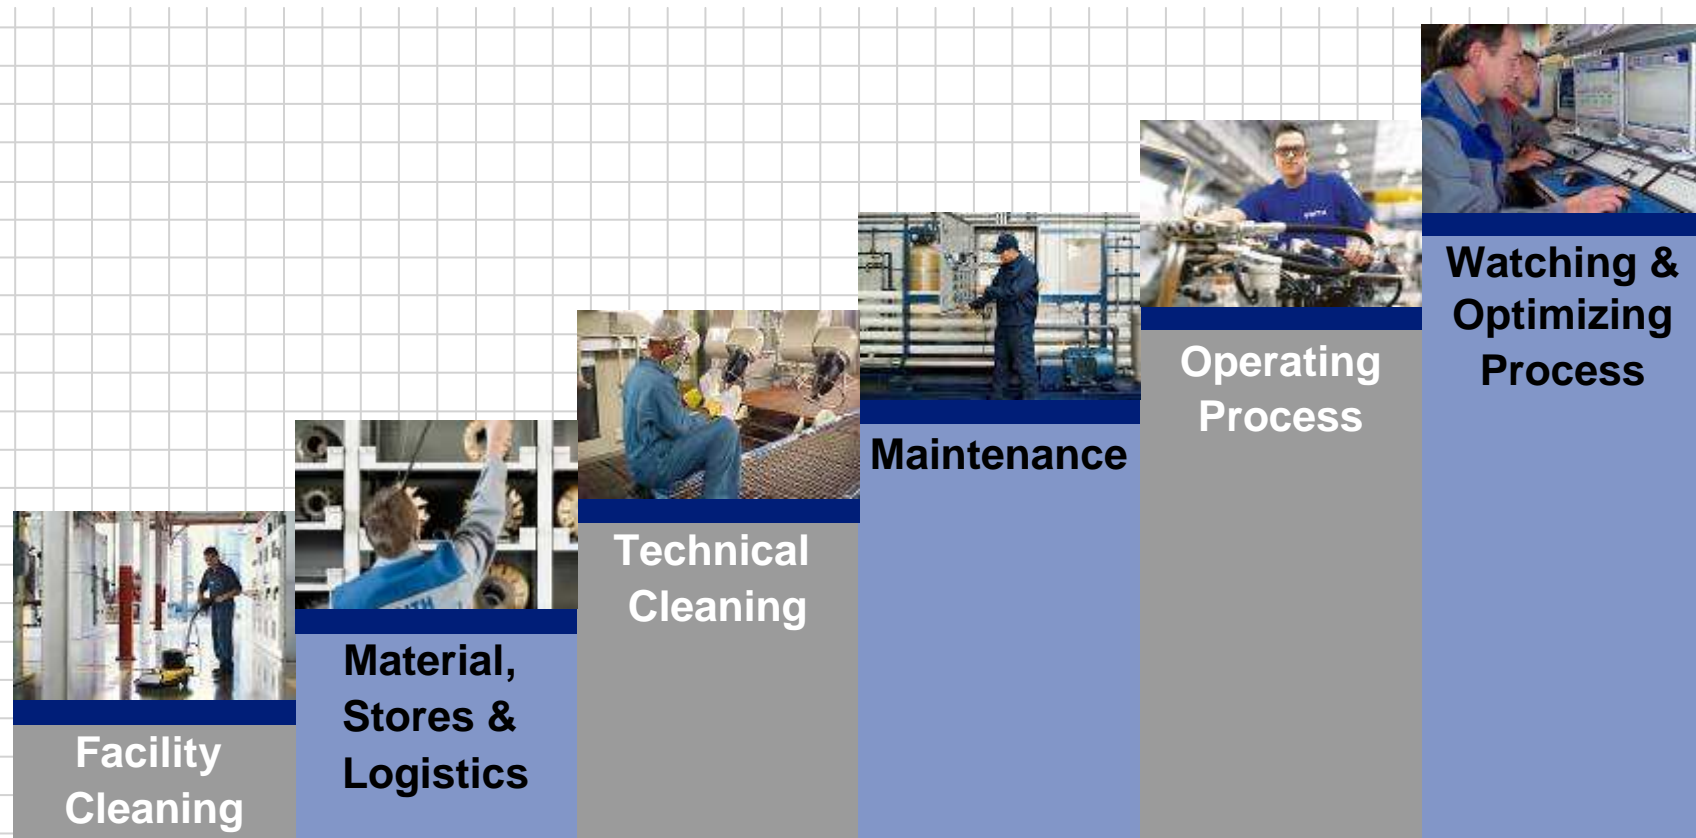 Facility
Cleaning
Material,
Stores &
Logistics
Technical
Cleaning
Maintenance
Operating
Process
Watching &
Optimizing
Process